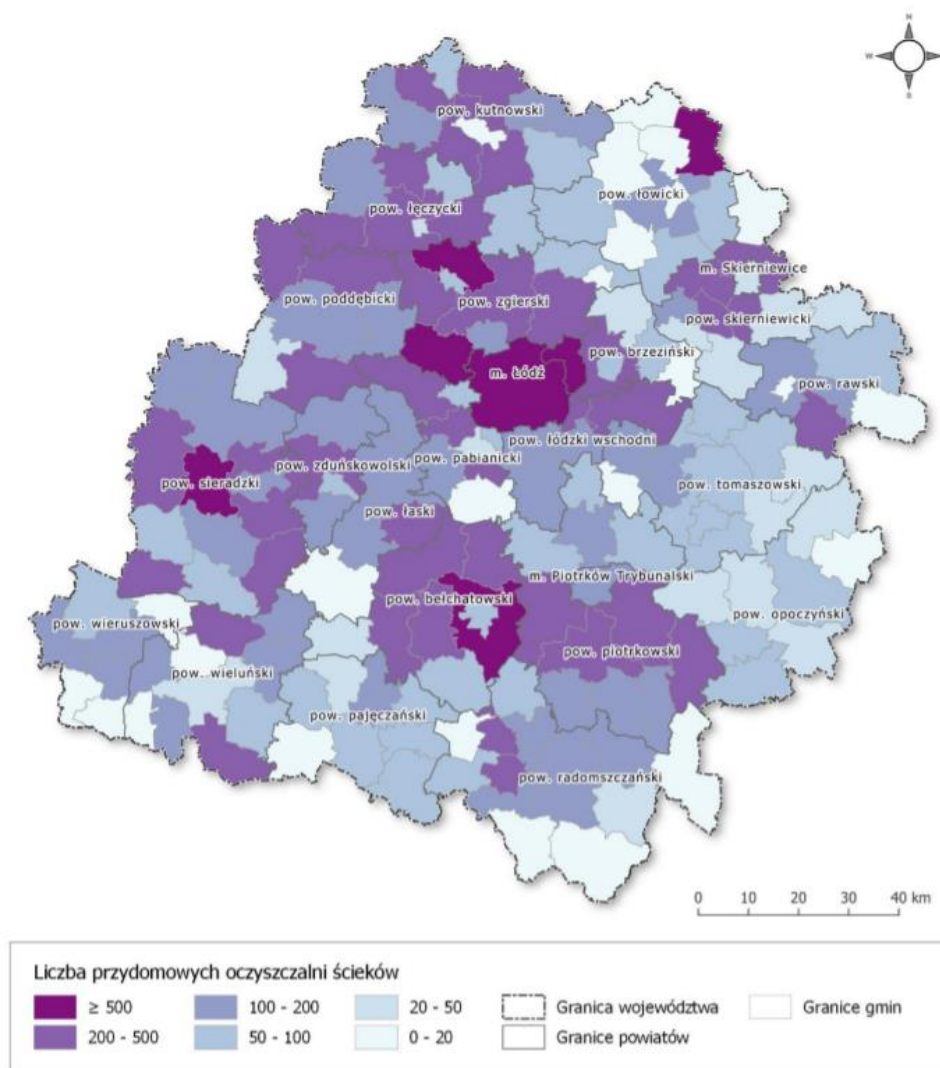 N
W
S
pow. kutnowski
pow. łowicki
pow. łęczycki
m. Skierniewice
pow. poddębicki
pow. zgierski
pow. skierniewicki
pow. brzeziński
m. Łódź
pow. rawski
pow. łódzki wschodni
pow. pabianicki
pow. zduńskowolski
pow. sieradzki
pow. tomaszowski
pow. łaski
m. Piotrków Trybunalski
pow. bełchatowski
pow. opoczyński
pow. wieruszowski
pow. piotrkowski
pow. wieluński
pow. pajęczański
pow. radomszczański
0 10 20 30 40 km
Liczba przydomowych oczyszczalni ścieków
≥ 500 100 - 200 20 - 50 Granica województwa Granice gmin
200 - 500 50 - 100 0 - 20 Granice powiatów